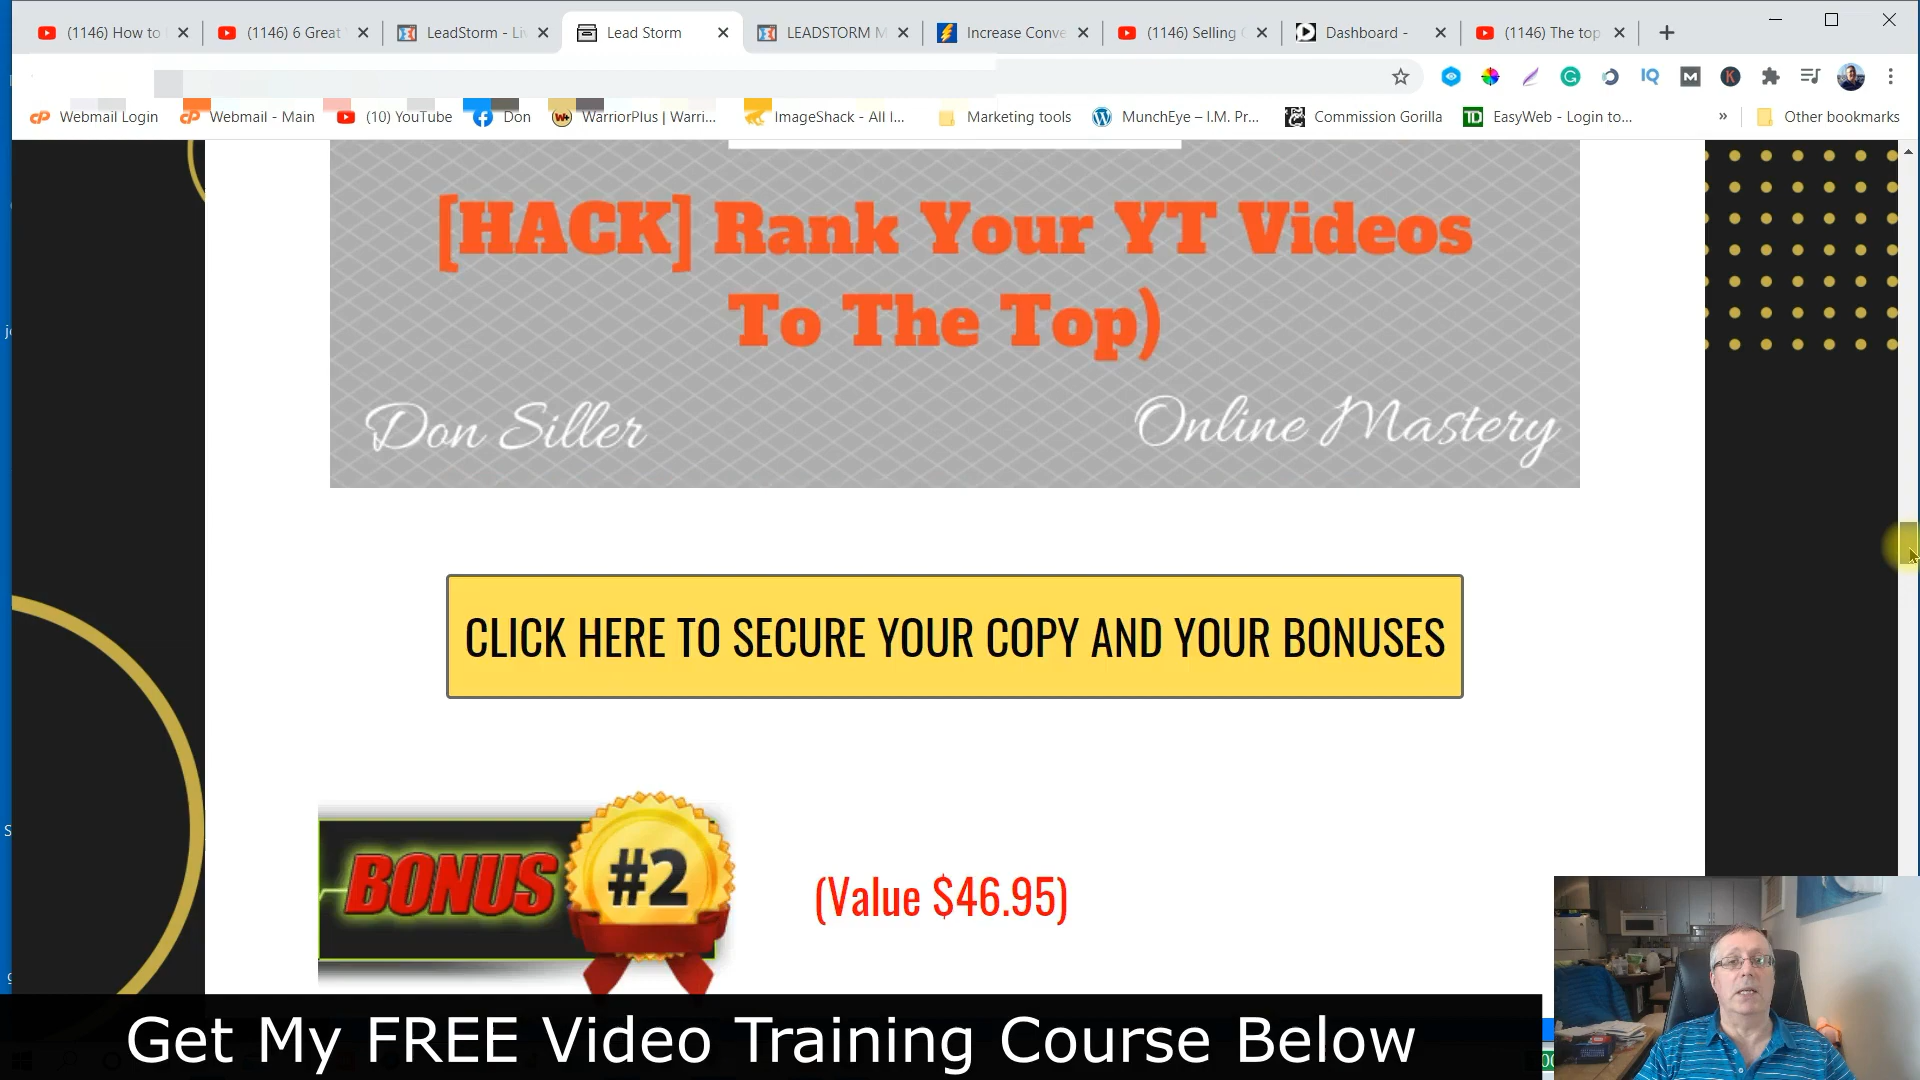 (1146) How to
(1146) 6 Great
LeadStorm - Li
Lead Storm
LEADSTORM M
Increase Conve
(1146) Selling
Dashboard -
(1146) The top
Webmail Login
Webmail - Main
(10) YouTube
Don
WarriorPlus | Warri...
ImageShack - All I...
Marketing tools
MunchEye – I.M. Pr...
Commission Gorilla
EasyWeb - Login to...
»
Other bookmarks
[HACK] Rank Your YT Videos
To The Top)
Don Siller
Online Mastery
CLICK HERE TO SECURE YOUR COPY AND YOUR BONUSES
BONUS #2
(Value $46.95)
Get My FREE Video Training Course Below